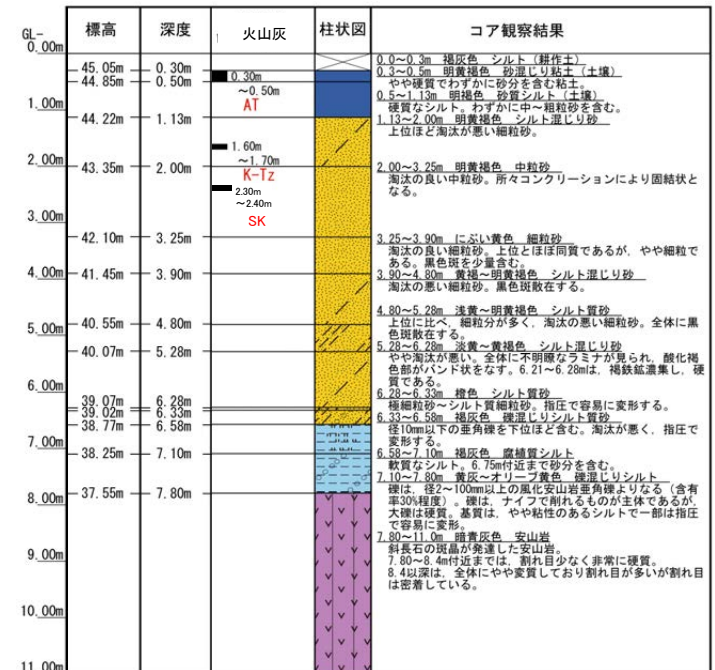 標高 深度 火山灰 柱状図 コア観察結果
GL-
0.00m
1.00m
2.00m
3.00m
4.00m
5.00m
6.00m
7.00m
8.00m
9.00m
10.00m
11.00m
45.05m 0.30m
44.85m 0.50m
44.22m 1.13m
43.35m 2.00m
42.10m 3.25m
41.45m 3.90m
40.55m 4.80m
40.07m 5.28m
39.07m 6.28m
39.02m 6.33m
38.77m 6.58m
38.25m 7.10m
37.55m 7.80m
0.30m
～0.50m
AT
1.60m
～1.70m
K-Tz
2.30m
～2.40m
SK
0.0～0.3m 褐灰色 シルト（耕作土）
0.3～0.5m 明黄褐色 砂混じり粘土（土壌）
やや硬質でわずかに砂分を含む粘土。
0.5～1.13m 明褐色 砂質シルト（土壌）
硬質なシルト。わずかに中～粗粒砂を含む。
1.13～2.00m 明黄褐色 シルト混じり砂
上位ほど淘汰が悪い細粒砂。
2.00～3.25m 明黄褐色 中粒砂
淘汰の良い中粒砂。所々コンクリーションにより固結状と
なる。
3.25～3.90m にぶい黄色 細粒砂
淘汰の良い細粒砂。上位とほぼ同質であるが、やや細粒で
ある。黒色斑を少量含む。
3.90～4.80m 黄褐～明黄褐色 シルト混じり砂
淘汰の悪い細粒砂。黒色斑散在する。
4.80～5.28m 浅黄～明黄褐色 シルト質砂
上位に比べ、細粒分が多く、淘汰の悪い細粒砂。全体に黒
色斑散在する。
5.28～6.28m 淡黄～黄褐色 シルト混じり砂
やや淘汰が悪い。全体に不明瞭なラミナが見られ、酸化褐
色部がバンド状をなす。6.21～6.28mは、褐鉄鉱濃集し、硬
質である。
6.28～6.33m 橙色 シルト質砂
極細粒砂～シルト質細粒砂。指圧で容易に変形する。
6.33～6.58m 褐灰色 礫混じりシルト質砂
径10mm以下の亜角礫を下位ほど含む。淘汰が悪く、指圧で
変形する。
6.58～7.10m 褐灰色 腐植質シルト
軟質なシルト。6.75m付近まで砂分を含む。
7.10～7.80m 黄灰～オリーブ黄色 礫混じりシルト
礫は、径2～100mm以上の風化安山岩亜角礫よりなる（含有
率30%程度）。礫は、ナイフで削れるものが主体であるが、
大礫は硬質。基質は、やや粘性のあるシルトで一部は指圧
で容易に変形。
7.80～11.0m 暗青灰色 安山岩
斜長石の斑晶が発達した安山岩。
7.80～8.4m付近までは、割れ目少なく非常に硬質。
8.4以深は、全体にやや変質しており割れ目が多いが割れ目
は密着している。